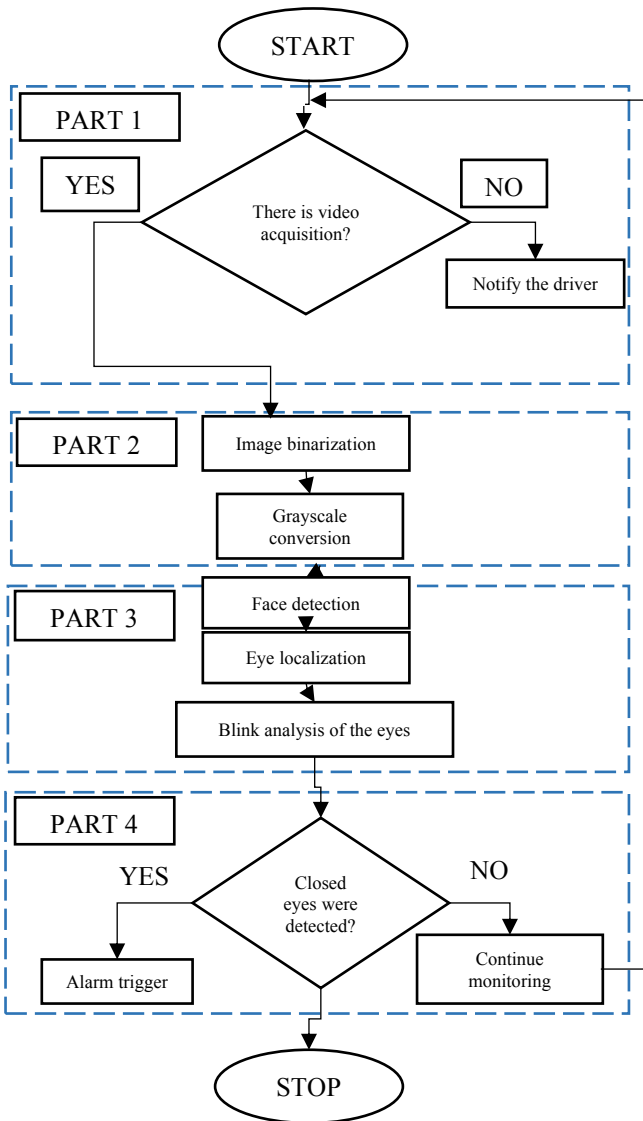 START
PART 1
YES
NO
There is video
acquisition?
Notify the driver
PART 2
Image binarization
Grayscale
conversion
PART 3
Face detection
Eye localization
Blink analysis of the eyes
PART 4
YES
NO
Closed
eyes were
detected?
Alarm trigger
Continue
monitoring
STOP